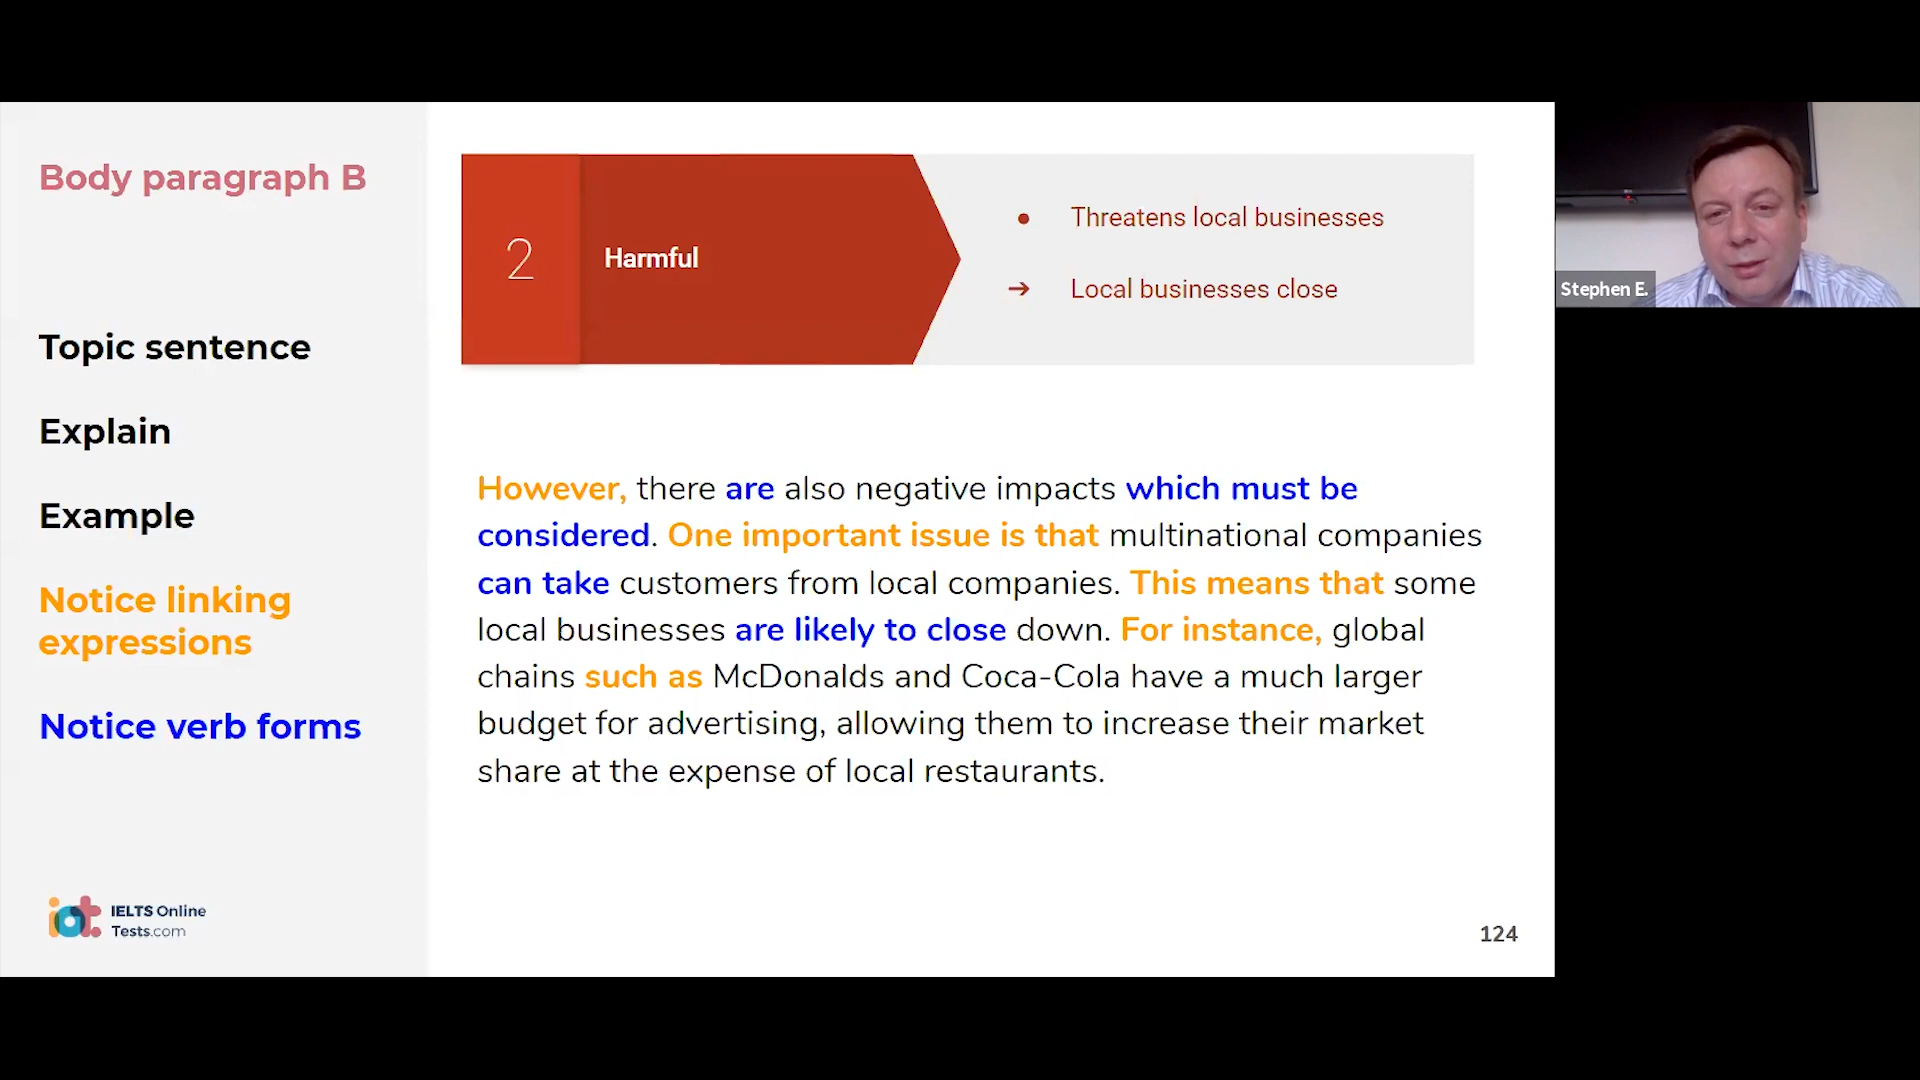 Body paragraph B
Topic sentence
Explain
Example
Notice linking
expressions
Notice verb forms
IELTS Online
Tests.com
2
Harmful
● Threatens local businesses
➔ Local businesses close
However, there are also negative impacts which must be
considered. One important issue is that multinational companies
can take customers from local companies. This means that some
local businesses are likely to close down. For instance, global
chains such as McDonalds and Coca-Cola have a much larger
budget for advertising, allowing them to increase their market
share at the expense of local restaurants.
124
Stephen E.